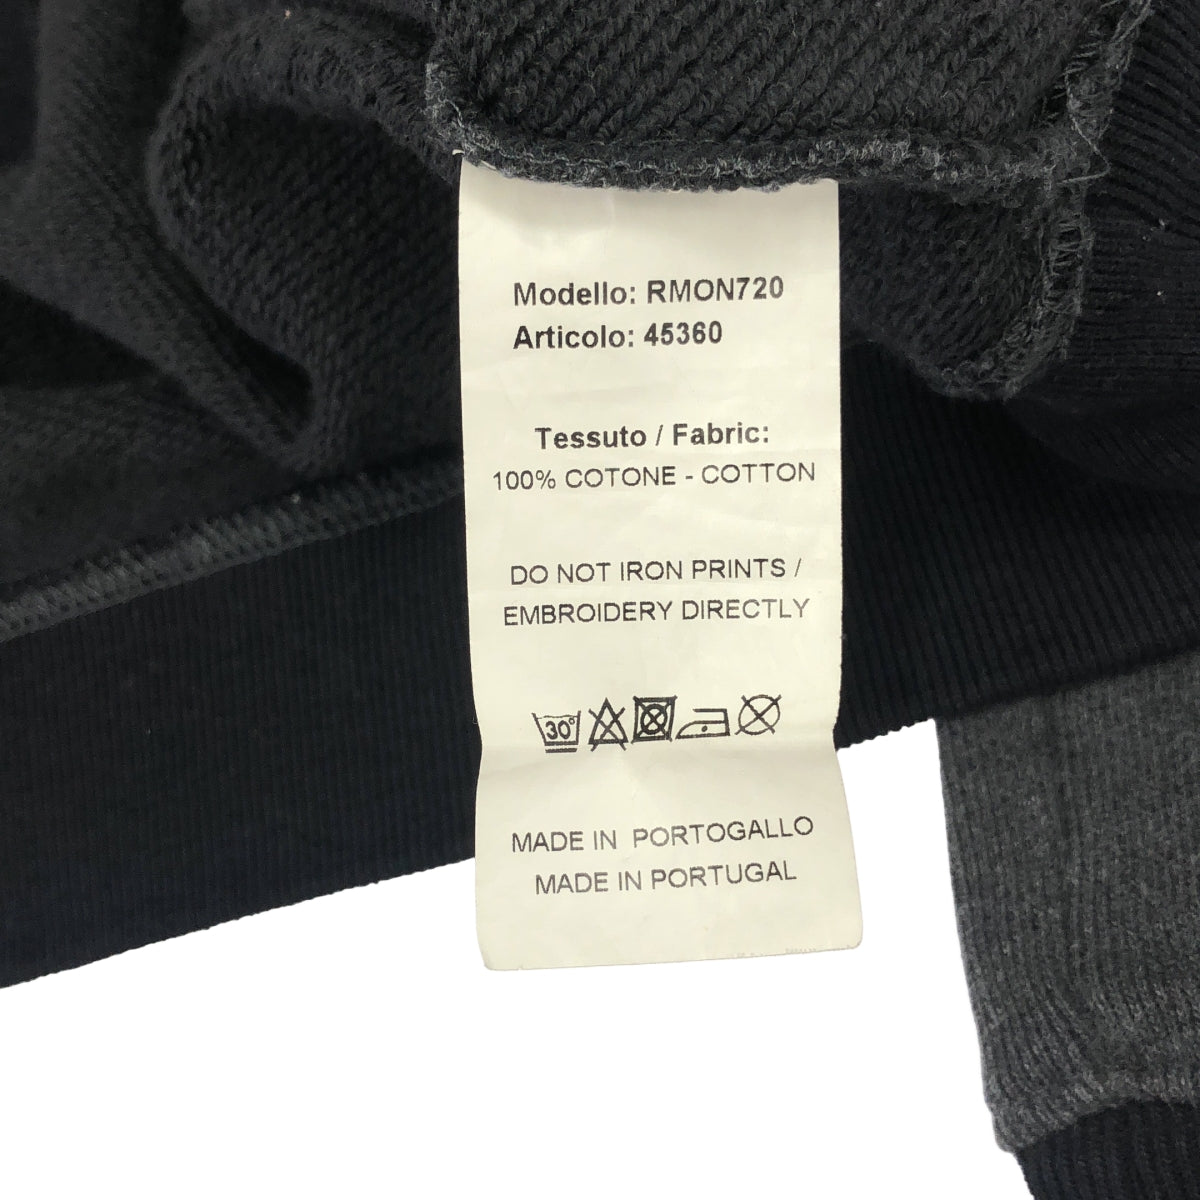 Modello: RMON720
Articolo: 45360
Tessuto / Fabric:
100% COTONE - COTTON
DO NOT IRON PRINTS /
EMBROIDERY DIRECTLY
30°
MADE IN PORTOGALLO
MADE IN PORTUGAL